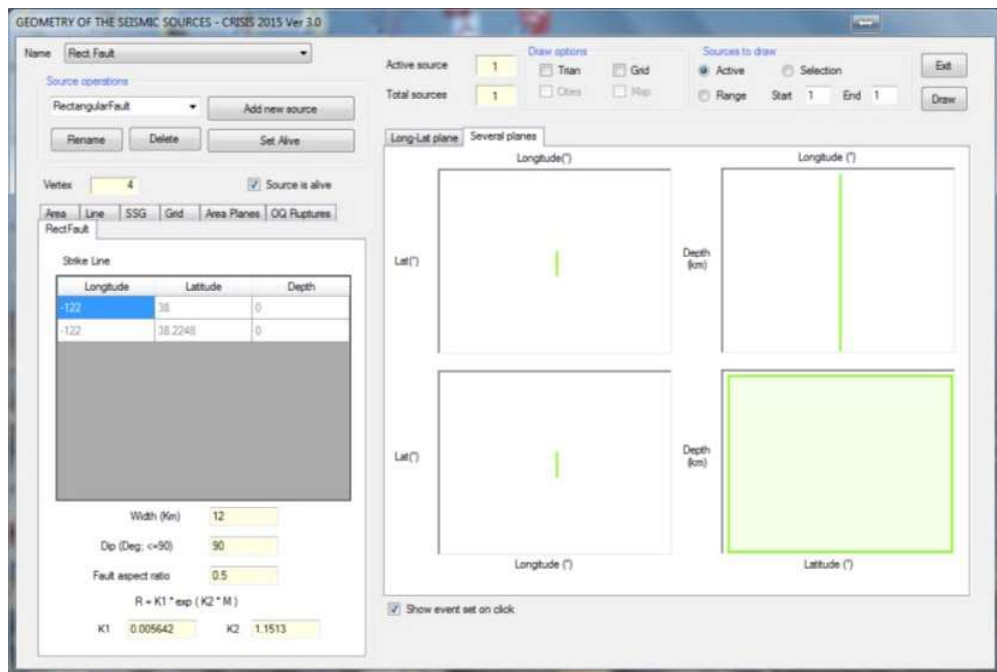 GEOMETRY OF THE SEISMIC SOURCES - CRISIS 2015 Ver 3.0
Name Rect Fault
Source operations
RectangularFault Add new source
Rename Delete Set Alive
Vertex 4 Source is alive
Area Line SSG Grid Area Planes OQ Ruptures
RectFault
Strike Line
Longitude Latitude Depth
-122 38 0
-122 38.2248 0
Width (Km) 12
Dip (Deg; <=90) 90
Fault aspect ratio 0.5
R = K1 * exp ( K2 * M )
K1 0.005642 K2 1.1513
Active source 1
Total sources 1
Draw options
Trian Grid
Cities Map
Sources to draw
Active Selection
Range Start 1 End 1
Exit
Draw
Long-Lat plane Several planes
Longitude(°) Longitude (°)
Lat(°) Depth
(km)
Lat(°) Depth
(km)
Longitude (°) Latitude (°)
Show event set on click